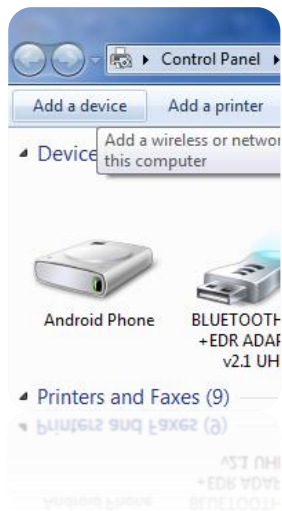 Control Panel
Add a device Add a printer
Add a wireless or networ
this computer
Device
Android Phone
BLUETOOTH
+EDR ADAP
v2.1 UH
Printers and Faxes (9)